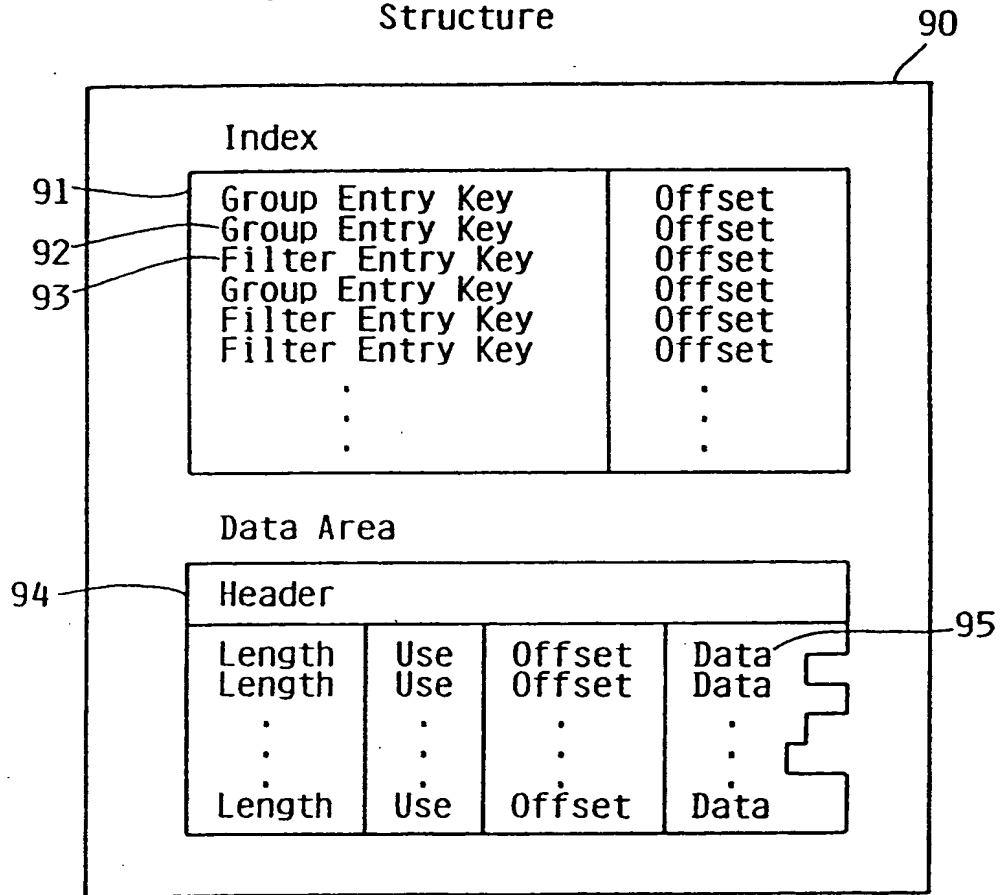 Structure
90
Index
91 Group Entry Key Offset
92 Group Entry Key Offset
93 Filter Entry Key Offset
Group Entry Key Offset
Filter Entry Key Offset
Filter Entry Key Offset
. .
. .
. .
Data Area
94 Header
Length Use Offset Data 95
Length Use Offset Data
. . . .
. . . .
. . . .
Length Use Offset Data